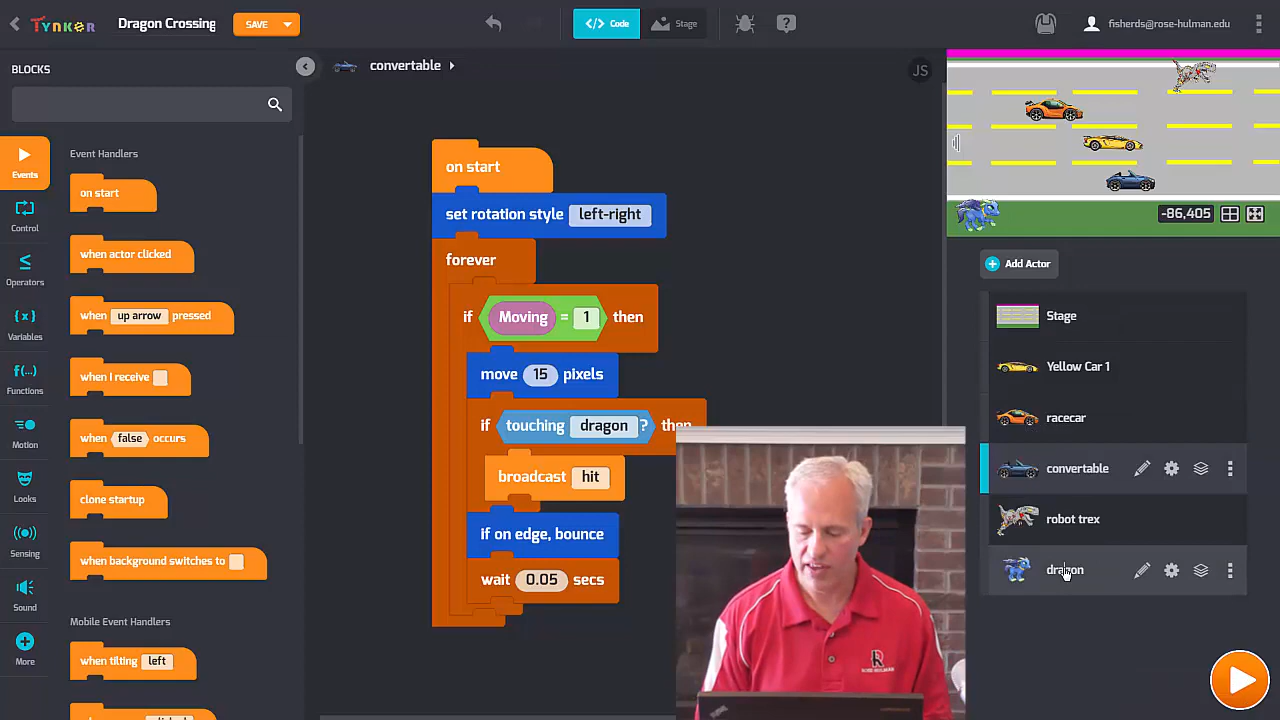 TYNKER
Dragon Crossing
SAVE
Code
Stage
fisherds@rose-hulman.edu
BLOCKS
convertable
JS
Events
Control
Operators
Variables
Functions
Motion
Looks
Sensing
Sound
More
Event Handlers
on start
when actor clicked
when up arrow pressed
when I receive
when false occurs
clone startup
when background switches to
Mobile Event Handlers
when tilting left
on start
set rotation style left-right
forever
if Moving = 1 then
move 15 pixels
if touching dragon ? then
broadcast hit
if on edge, bounce
wait 0.05 secs
-86,405
Add Actor
Stage
Yellow Car 1
racecar
convertable
robot trex
dragon
ROSE-HULMAN